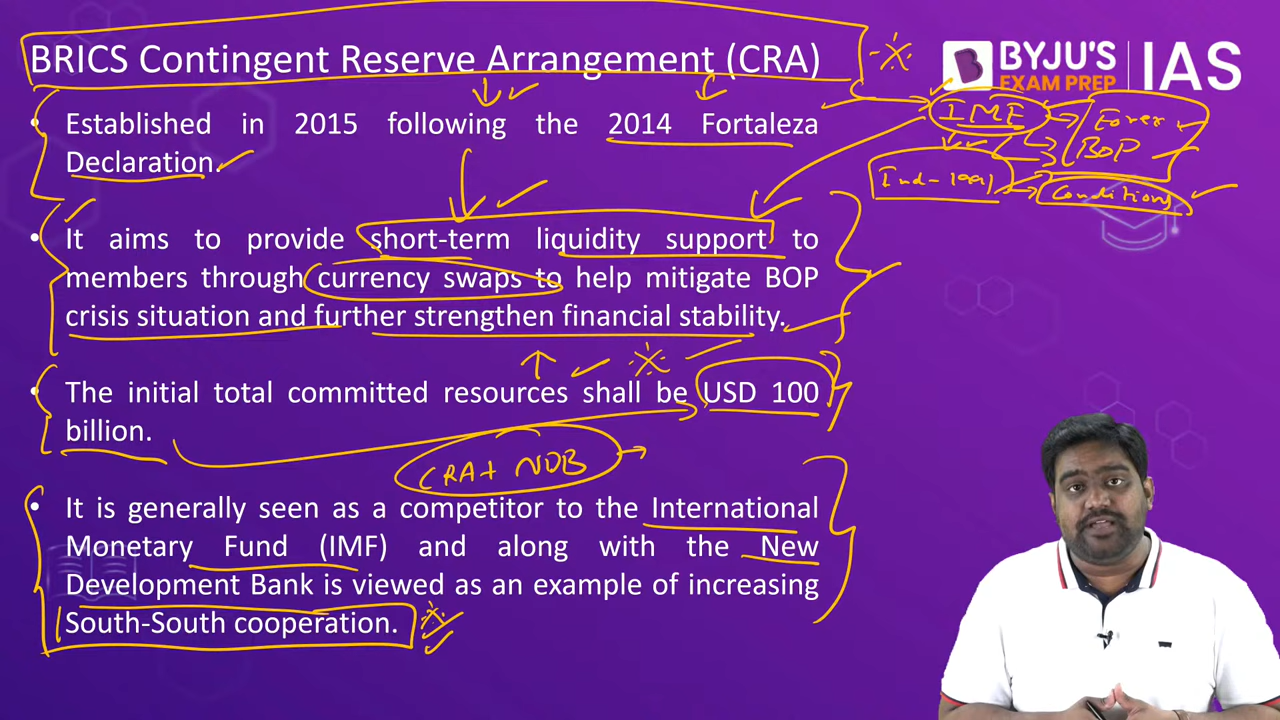 BRICS Contingent Reserve Arrangement (CRA)
BYJU'S
EXAM PREP
IAS
IMF
Forex
BOP
Ind-1991
Conditions
• Established in 2015 following the 2014 Fortaleza
Declaration.
• It aims to provide short-term liquidity support to
members through currency swaps to help mitigate BOP
crisis situation and further strengthen financial stability.
• The initial total committed resources shall be USD 100
billion.
CRA+ NDB
• It is generally seen as a competitor to the International
Monetary Fund (IMF) and along with the New
Development Bank is viewed as an example of increasing
South-South cooperation.